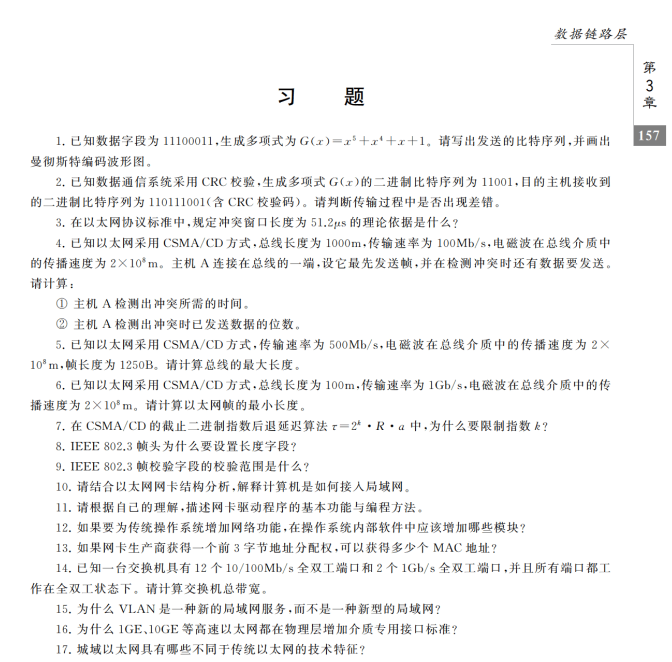 数据链路层
第
3
章
157
习 题
1. 已知数据字段为 11100011,生成多项式为 G(x)=x⁵+x⁴+x+1。请写出发送的比特序列,并画出
曼彻斯特编码波形图。
2. 已知数据通信系统采用 CRC 校验,生成多项式 G(x)的二进制比特序列为 11001,目的主机接收到
的二进制比特序列为 110111001(含 CRC 校验码)。请判断传输过程中是否出现差错。
3. 在以太网协议标准中,规定冲突窗口长度为 51.2μs 的理论依据是什么?
4. 已知以太网采用 CSMA/CD 方式,总线长度为 1000m,传输速率为 100Mb/s,电磁波在总线介质中
的传播速度为 2×10⁸m。主机 A 连接在总线的一端,设它最先发送帧,并在检测冲突时还有数据要发送。
请计算:
① 主机 A 检测出冲突所需的时间。
② 主机 A 检测出冲突时已发送数据的位数。
5. 已知以太网采用 CSMA/CD 方式,传输速率为 500Mb/s,电磁波在总线介质中的传播速度为 2×
10⁸m,帧长度为 1250B。请计算总线的最大长度。
6. 已知以太网采用 CSMA/CD 方式,总线长度为 100m,传输速率为 1Gb/s,电磁波在总线介质中的传
播速度为 2×10⁸m。请计算以太网帧的最小长度。
7. 在 CSMA/CD 的截止二进制指数后退延迟算法 τ=2ᵏ·R·a 中,为什么要限制指数 k?
8. IEEE 802.3 帧头为什么要设置长度字段?
9. IEEE 802.3 帧校验字段的校验范围是什么?
10. 请结合以太网网卡结构分析,解释计算机是如何接入局域网。
11. 请根据自己的理解,描述网卡驱动程序的基本功能与编程方法。
12. 如果要为传统操作系统增加网络功能,在操作系统内部软件中应该增加哪些模块?
13. 如果网卡生产商获得一个前 3 字节地址分配权,可以获得多少个 MAC 地址?
14. 已知一台交换机具有 12 个 10/100Mb/s 全双工端口和 2 个 1Gb/s 全双工端口,并且所有端口都工
作在全双工状态下。请计算交换机总带宽。
15. 为什么 VLAN 是一种新的局域网服务,而不是一种新型的局域网?
16. 为什么 1GE、10GE 等高速以太网都在物理层增加介质专用接口标准?
17. 城域以太网具有哪些不同于传统以太网的技术特征?